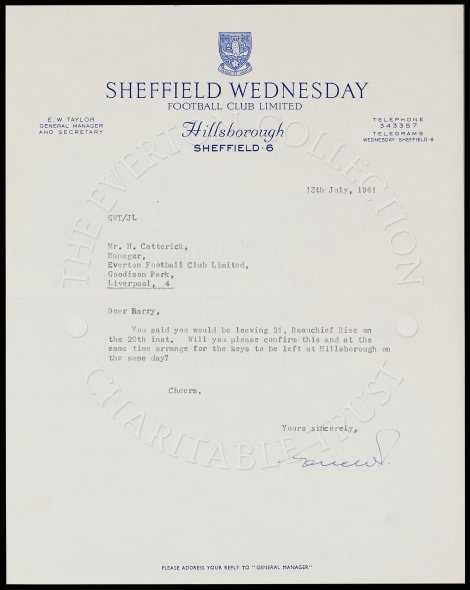 SHEFFIELD WEDNESDAY
FOOTBALL CLUB LIMITED
E. W. TAYLOR
GENERAL MANAGER
AND SECRETARY
Hillsborough
SHEFFIELD·6
TELEPHONE
343357
TELEGRAMS
WEDNESDAY·SHEFFIELD·6
13th July, 1961
EWT/JL
Mr. H. Catterick,
Manager,
Everton Football Club Limited,
Goodison Park,
Liverpool, 4
Dear Harry,
You said you would be leaving 21, Beauchief Rise on
the 20th inst. Will you please confirm this and at the
same time arrange for the keys to be left at Hillsborough on
the same day?
Cheers.
Yours sincerely,
PLEASE ADDRESS YOUR REPLY TO "GENERAL MANAGER"
THE EVERTON COLLECTION
CHARITABLE TRUST